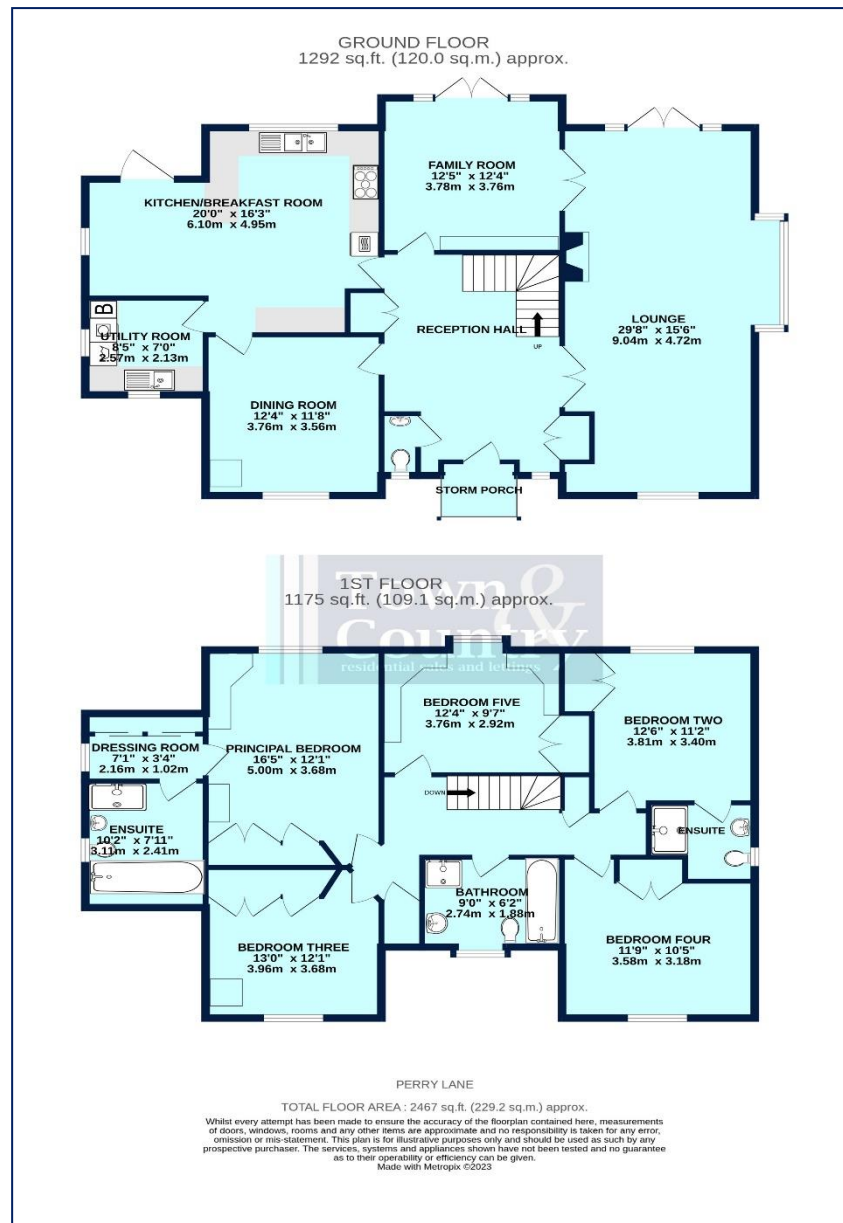 GROUND FLOOR
1292 sq.ft. (120.0 sq.m.) approx.
FAMILY ROOM
12'5" x 12'4"
3.78m x 3.76m
KITCHEN/BREAKFAST ROOM
20'0" x 16'3"
6.10m x 4.95m
B
UTILITY ROOM
8'5" x 7'0"
2.57m x 2.13m
RECEPTION HALL
UP
LOUNGE
29'8" x 15'6"
9.04m x 4.72m
DINING ROOM
12'4" x 11'8"
3.76m x 3.56m
STORM PORCH
1ST FLOOR
1175 sq.ft. (109.1 sq.m.) approx.
Town &
Country
residential sales and lettings
BEDROOM FIVE
12'4" x 9'7"
3.76m x 2.92m
BEDROOM TWO
12'6" x 11'2"
3.81m x 3.40m
DRESSING ROOM
7'1" x 3'4"
2.16m x 1.02m
PRINCIPAL BEDROOM
16'5" x 12'1"
5.00m x 3.68m
DOWN
ENSUITE
10'2" x 7'11"
3.11m x 2.41m
ENSUITE
BATHROOM
9'0" x 6'2"
2.74m x 1.88m
BEDROOM THREE
13'0" x 12'1"
3.96m x 3.68m
BEDROOM FOUR
11'9" x 10'5"
3.58m x 3.18m
PERRY LANE
TOTAL FLOOR AREA : 2467 sq.ft. (229.2 sq.m.) approx.
Whilst every attempt has been made to ensure the accuracy of the floorplan contained here, measurements
of doors, windows, rooms and any other items are approximate and no responsibility is taken for any error,
omission or mis-statement. This plan is for illustrative purposes only and should be used as such by any
prospective purchaser. The services, systems and appliances shown have not been tested and no guarantee
as to their operability or efficiency can be given.
Made with Metropix ©2023